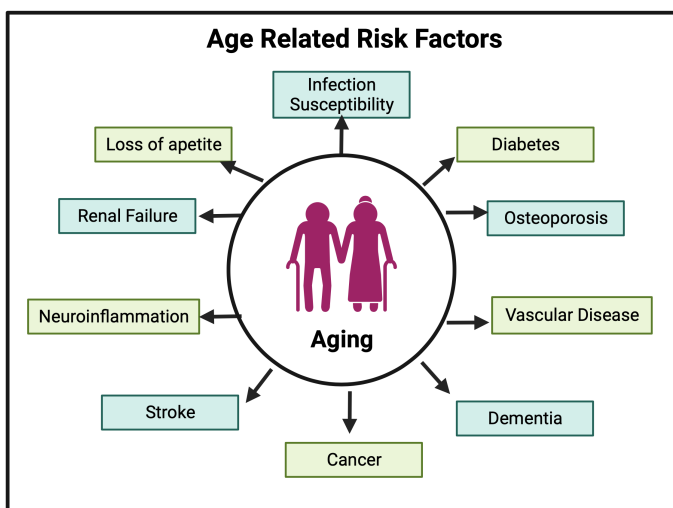 Age Related Risk Factors
Infection
Susceptibility
Loss of apetite
Diabetes
Renal Failure
Osteoporosis
Neuroinflammation
Vascular Disease
Aging
Stroke
Dementia
Cancer